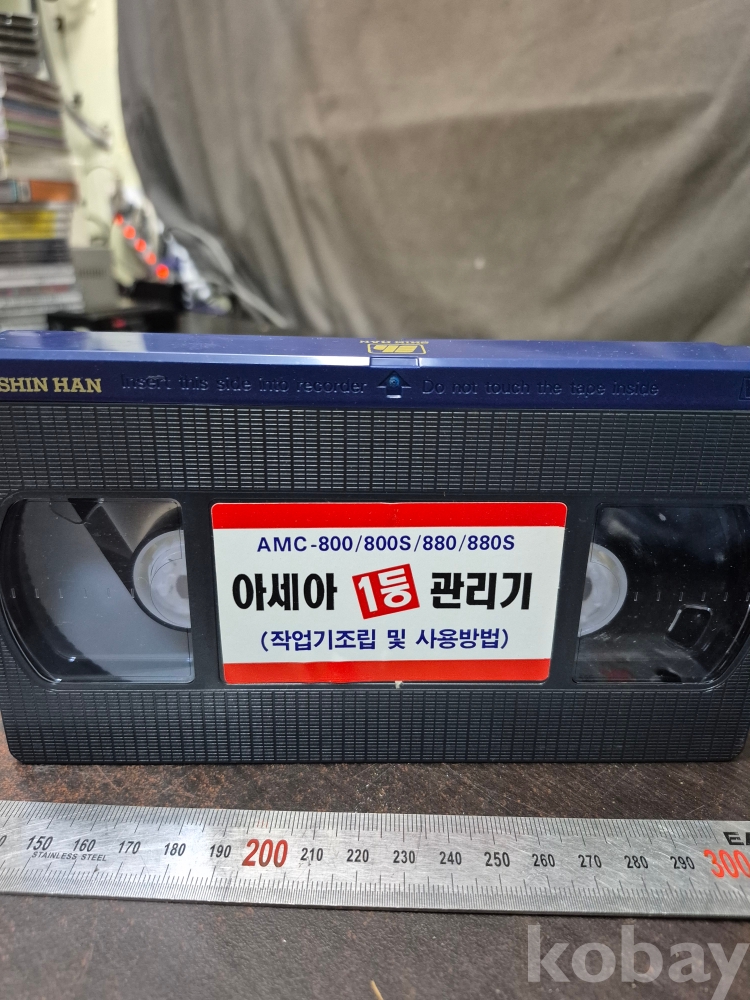 SHIN HAN
SHIN HAN Insert this side into recorder Do not touch the tape inside
AMC-800/800S/880/880S
아세아 1등 관리기
(작업기조립 및 사용방법)
150 160 170 180 190 200 210 220 230 240 250 260 270 280 290 300
STAINLESS STEEL
kobay